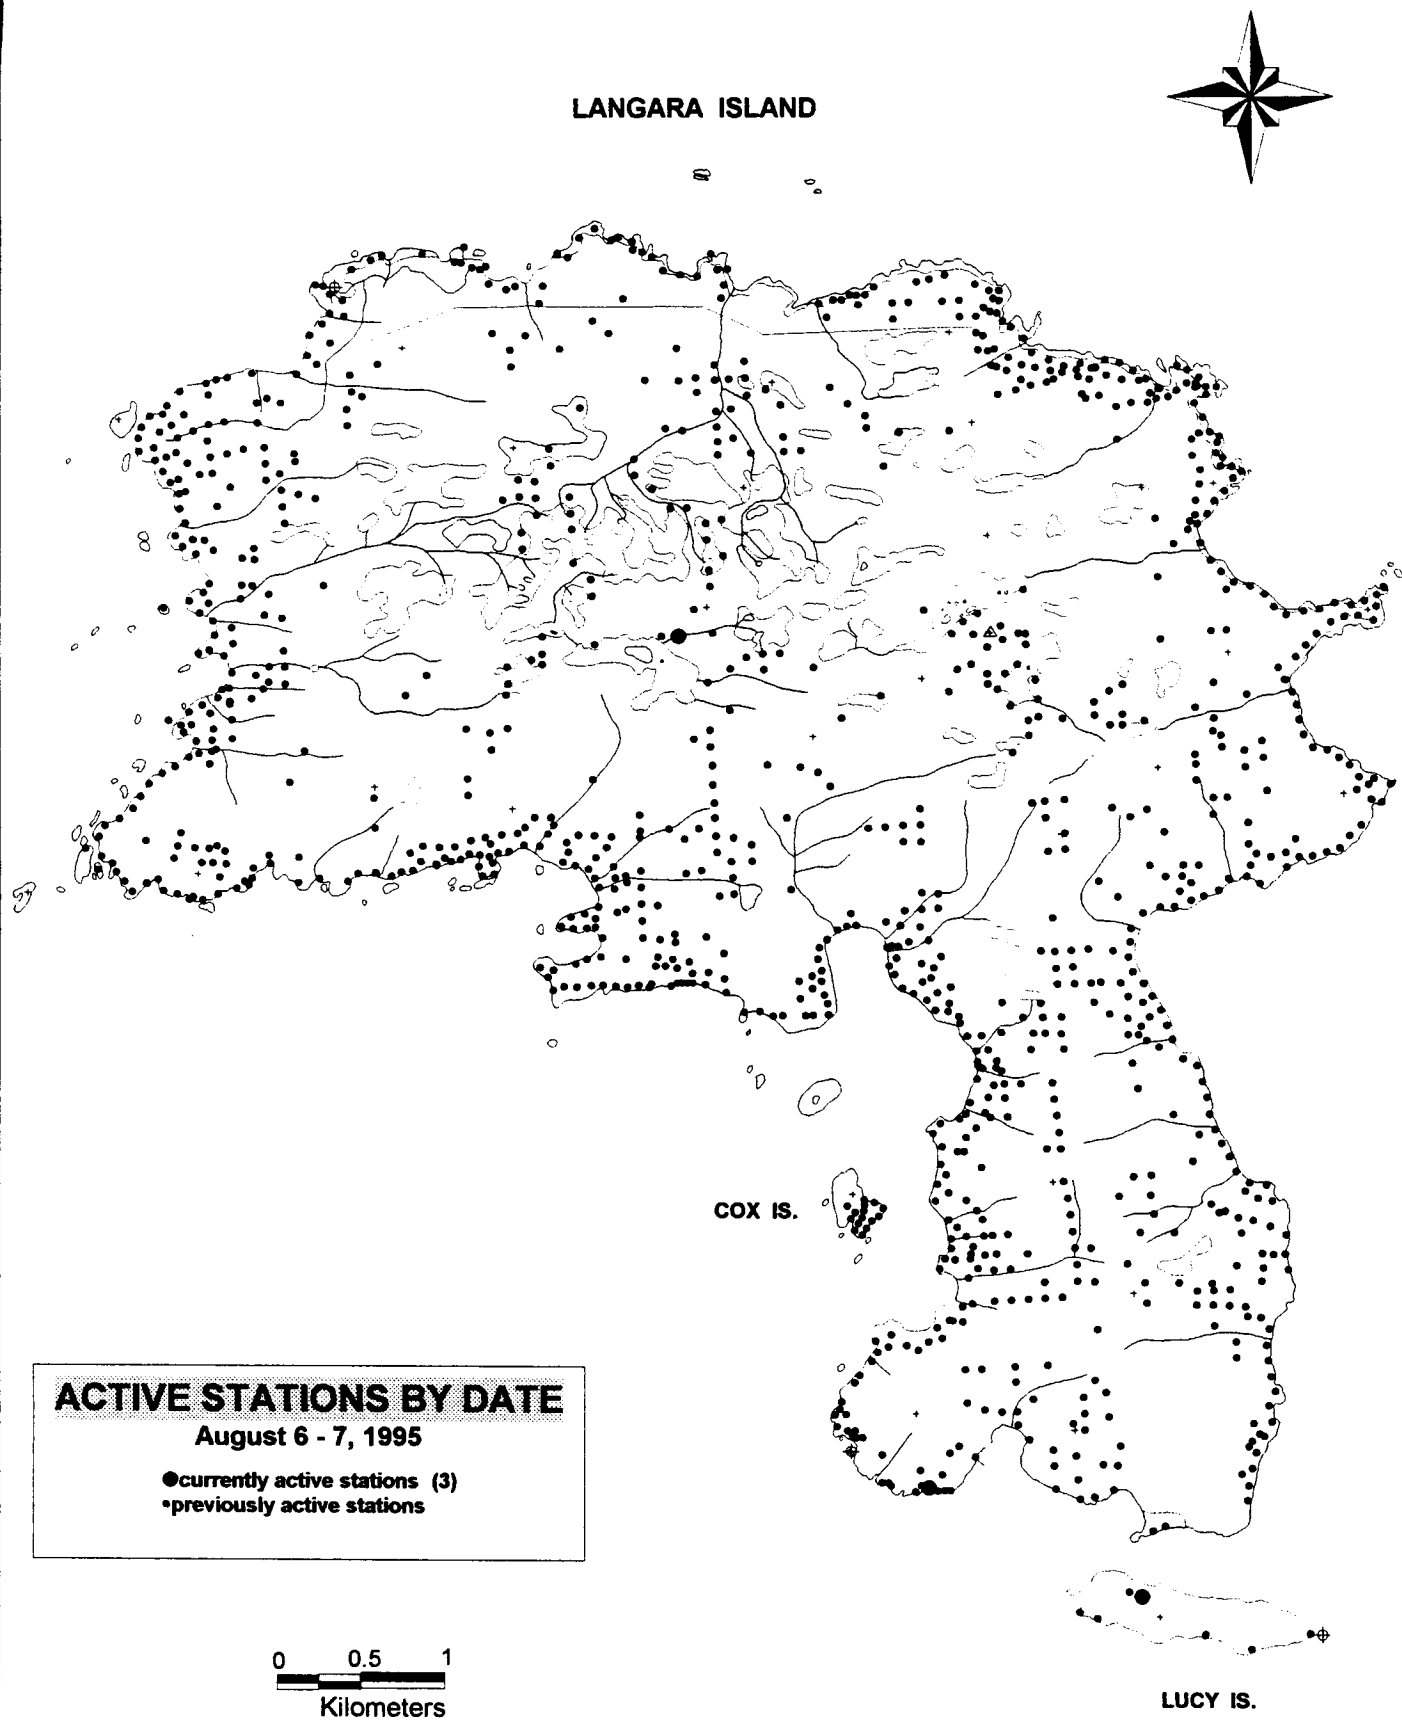 LANGARA ISLAND
COX IS.
ACTIVE STATIONS BY DATE
August 6 - 7, 1995
currently active stations (3)
previously active stations
0 0.5 1
Kilometers
LUCY IS.